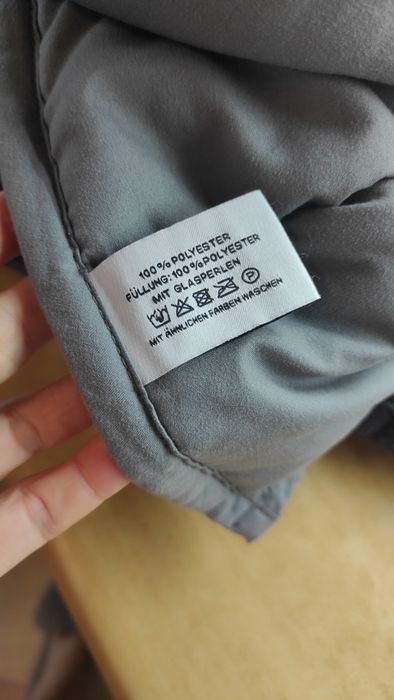 100%POLYESTER
FÜLLUNG:100%POLYESTER
MIT GLASPERLEN
P
MIT ÄHNLICHEN FARBEN WASCHEN